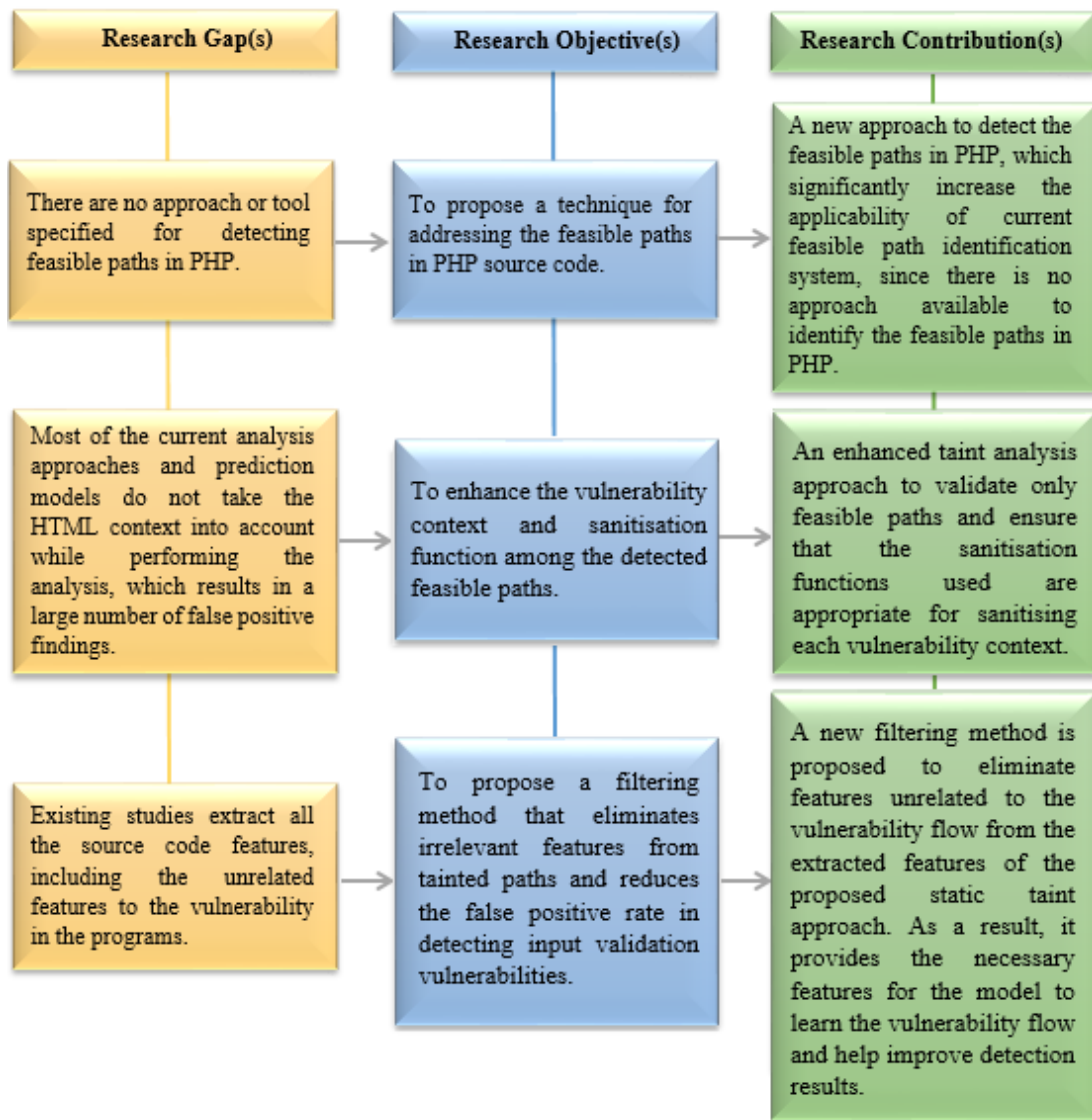 Research Gap(s)
Research Objective(s)
Research Contribution(s)
There are no approach or tool
specified for detecting
feasible paths in PHP.
To propose a technique for
addressing the feasible paths
in PHP source code.
A new approach to detect the
feasible paths in PHP, which
significantly increase the
applicability of current
feasible path identification
system, since there is no
approach available to
identify the feasible paths in
PHP.
Most of the current analysis
approaches and prediction
models do not take the
HTML context into account
while performing the
analysis, which results in a
large number of false positive
findings.
To enhance the vulnerability
context and sanitisation
function among the detected
feasible paths.
An enhanced taint analysis
approach to validate only
feasible paths and ensure
that the sanitisation
functions used are
appropriate for sanitising
each vulnerability context.
Existing studies extract all
the source code features,
including the unrelated
features to the vulnerability
in the programs.
To propose a filtering
method that eliminates
irrelevant features from
tainted paths and reduces
the false positive rate in
detecting input validation
vulnerabilities.
A new filtering method is
proposed to eliminate
features unrelated to the
vulnerability flow from the
extracted features of the
proposed static taint
approach. As a result, it
provides the necessary
features for the model to
learn the vulnerability flow
and help improve detection
results.